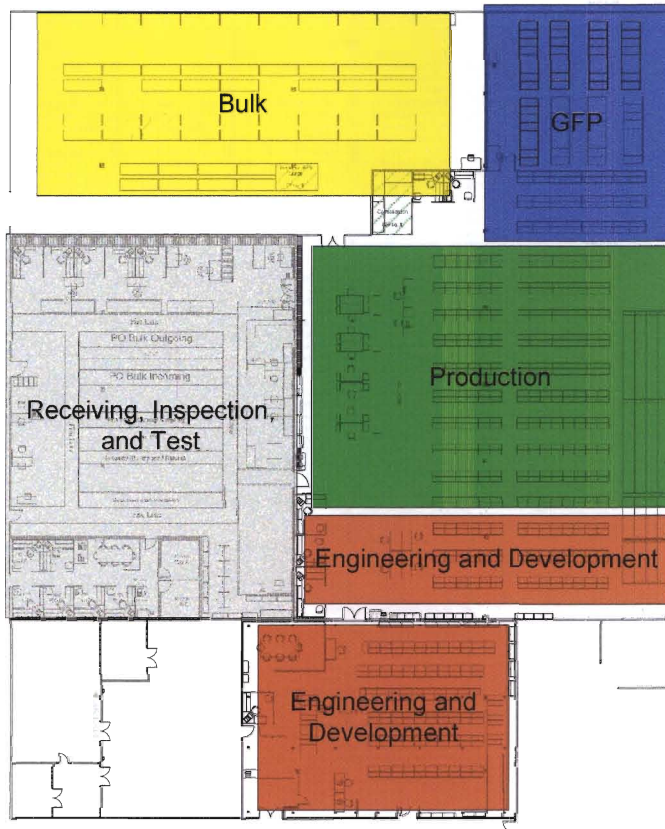 Bulk
GFP
PO Bulk Outgoing
PO Bulk Incoming
Production
Receiving, Inspection,
and Test
Engineering and Development
Engineering and
Development